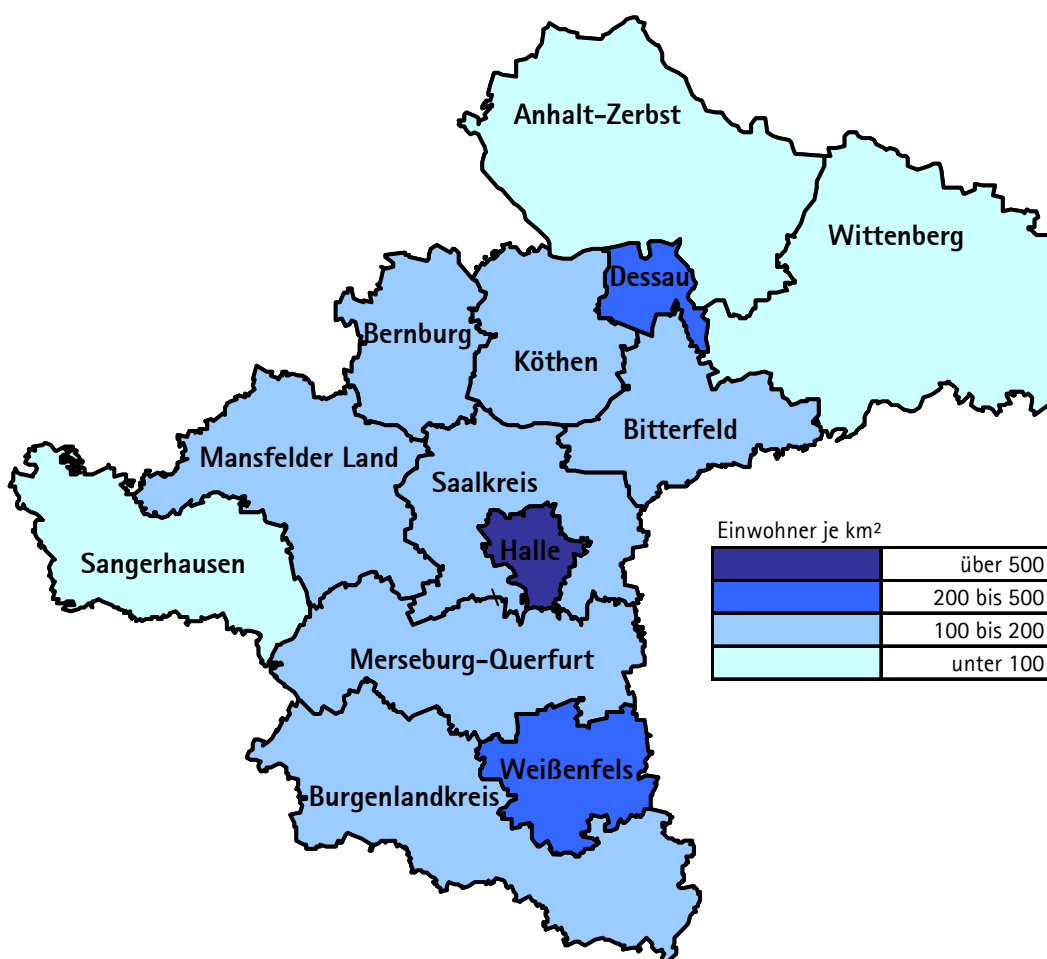 Anhalt-Zerbst
Wittenberg
Dessau
Bernburg
Köthen
Bitterfeld
Mansfelder Land
Saalkreis
Halle
Sangerhausen
Merseburg-Querfurt
Weißenfels
Burgenlandkreis
Einwohner je km²
über 500
200 bis 500
100 bis 200
unter 100